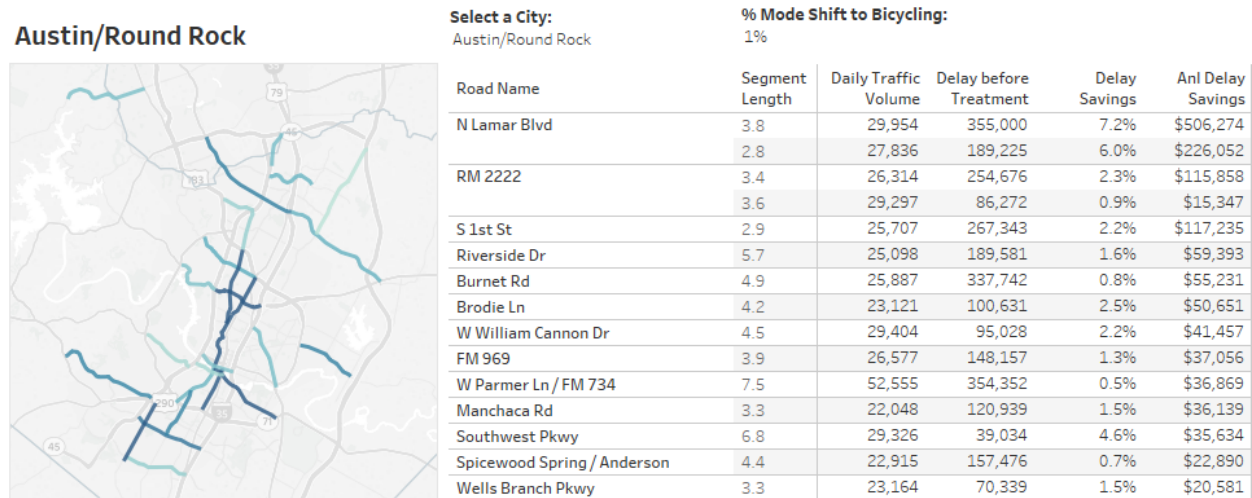 Austin/Round Rock
79
45
183
290
35
71
45
Select a City:
Austin/Round Rock
% Mode Shift to Bicycling:
1%
Road Name Segment Length Daily Traffic Volume Delay before Treatment Delay Savings Anl Delay Savings
N Lamar Blvd 3.8 29,954 355,000 7.2% $506,274
2.8 27,836 189,225 6.0% $226,052
RM 2222 3.4 26,314 254,676 2.3% $115,858
3.6 29,297 86,272 0.9% $15,347
S 1st St 2.9 25,707 267,343 2.2% $117,235
Riverside Dr 5.7 25,098 189,581 1.6% $59,393
Burnet Rd 4.9 25,887 337,742 0.8% $55,231
Brodie Ln 4.2 23,121 100,631 2.5% $50,651
W William Cannon Dr 4.5 29,404 95,028 2.2% $41,457
FM 969 3.9 26,577 148,157 1.3% $37,056
W Parmer Ln / FM 734 7.5 52,555 354,352 0.5% $36,869
Manchaca Rd 3.3 22,048 120,939 1.5% $36,139
Southwest Pkwy 6.8 29,326 39,034 4.6% $35,634
Spicewood Spring / Anderson 4.4 22,915 157,476 0.7% $22,890
Wells Branch Pkwy 3.3 23,164 70,339 1.5% $20,581